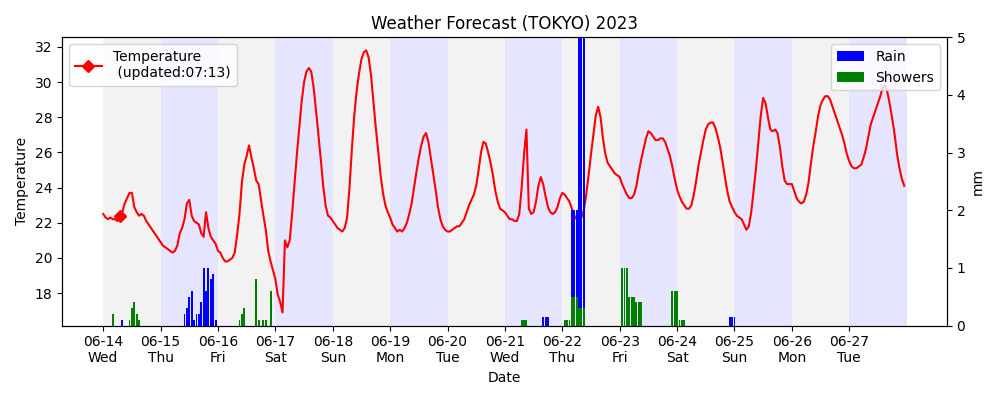 Weather Forecast (TOKYO) 2023
Temperature
(updated:07:13)
Rain
Showers
32
30
28
26
24
22
20
18
Temperature
5
4
3
2
1
0
mm
06-14 06-15 06-16 06-17 06-18 06-19 06-20 06-21 06-22 06-23 06-24 06-25 06-26 06-27
Wed Thu Fri Sat Sun Mon Tue Wed Thu Fri Sat Sun Mon Tue
Date